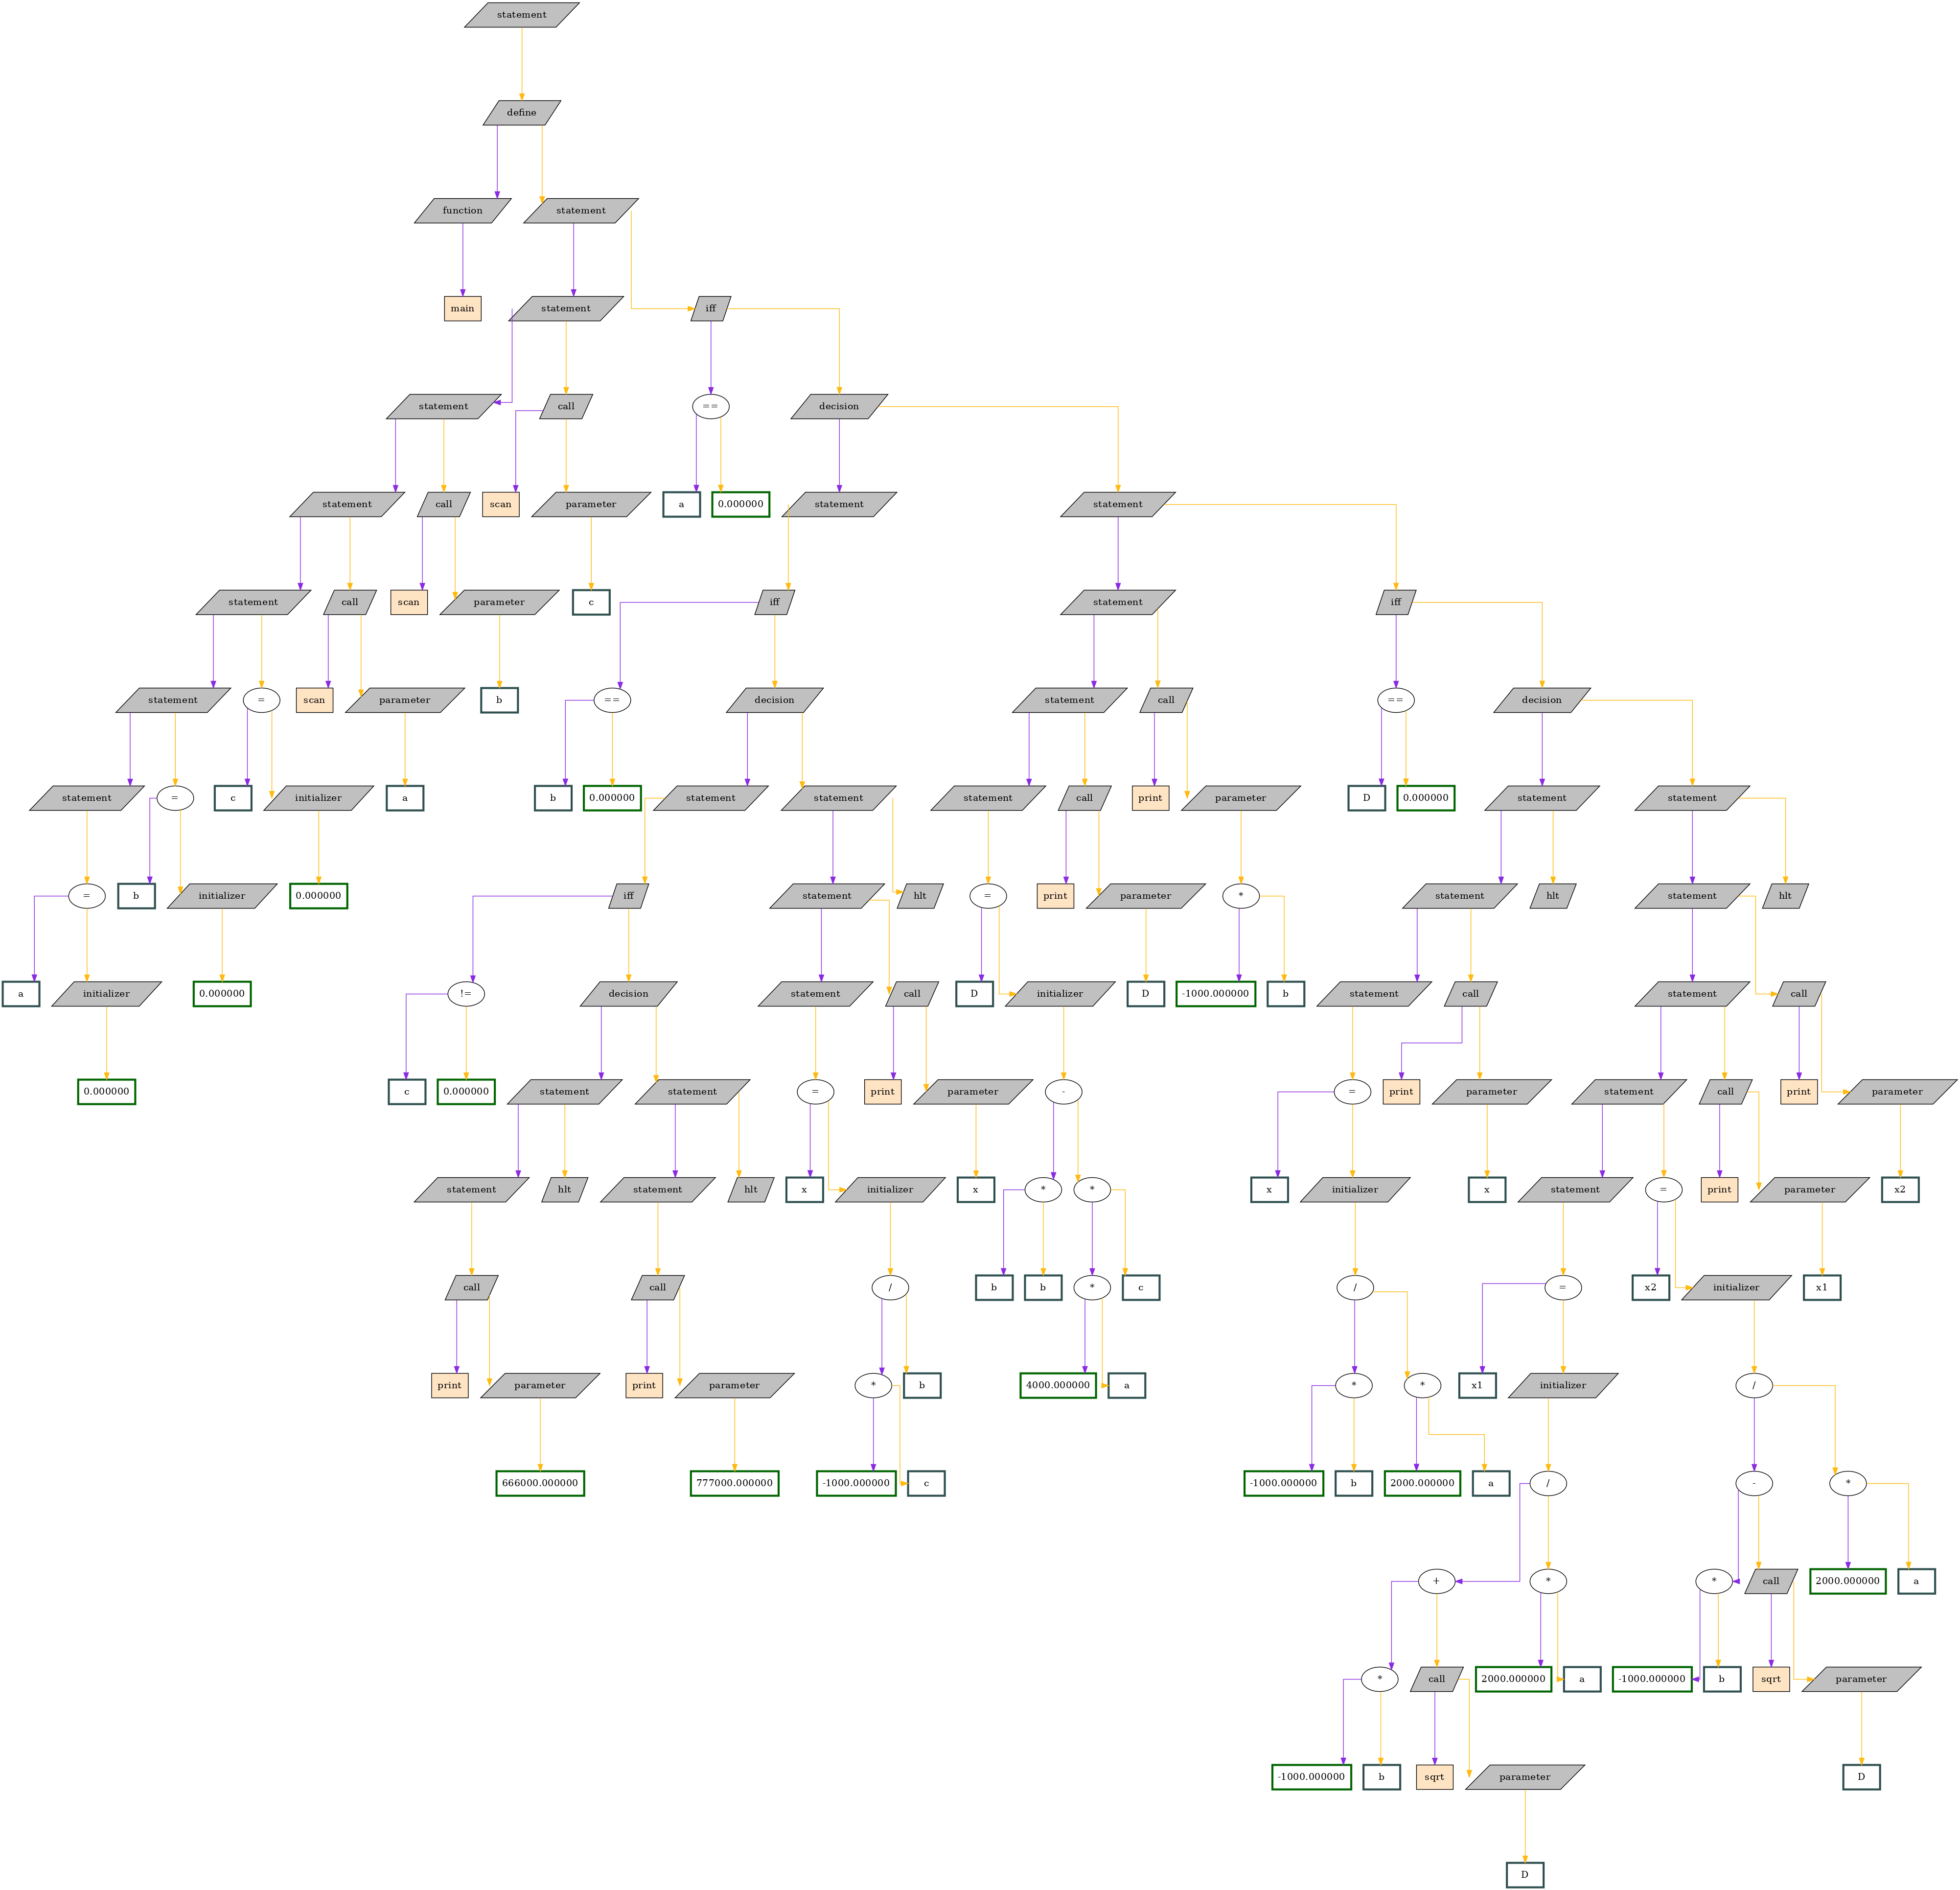 statement
define
function statement
main statement iff
statement call == decision
statement call scan parameter a 0.000000 statement statement
statement call scan parameter c iff statement iff
statement = scan parameter b == decision statement call == decision
statement = c initializer a b 0.000000 statement statement statement call print parameter D 0.000000 statement statement
= b initializer 0.000000 iff statement hlt = print parameter * statement hlt statement hlt
a initializer 0.000000 != decision statement call D initializer D -1000.000000 b statement call statement call
0.000000 c 0.000000 statement statement = print parameter - = print parameter statement call print parameter
statement hlt statement hlt x initializer x * * x initializer x statement = print parameter x2
call call / b b * c / = x2 initializer x1
print parameter print parameter * b 4000.000000 a * * x1 initializer /
666000.000000 777000.000000 -1000.000000 c -1000.000000 b 2000.000000 a / - *
+ * * call 2000.000000 a
* call 2000.000000 a -1000.000000 b sqrt parameter
-1000.000000 b sqrt parameter D
D